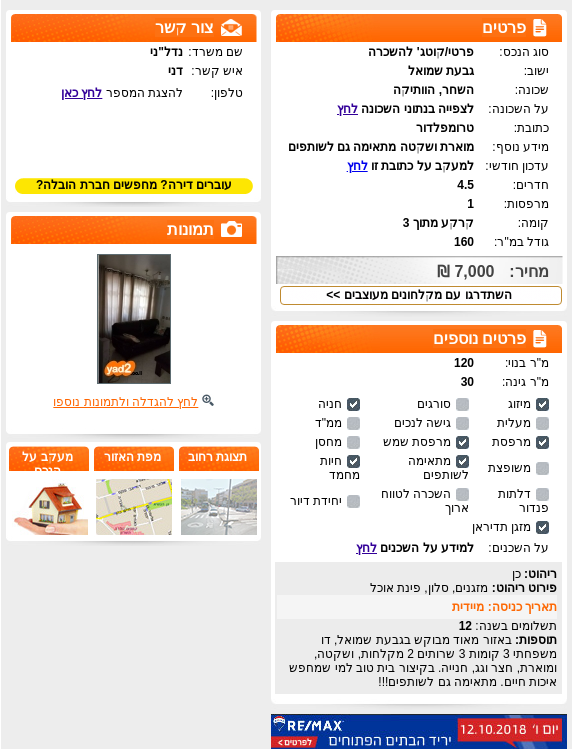 פרטים
סוג הנכס: פרטי/קוטג' להשכרה
ישוב: גבעת שמואל
שכונה: השחר, הוותיקה
על השכונה: לצפייה בנתוני השכונה לחץ
כתובת: טרומפלדור
מידע נוסף: מוארת ושקטה מתאימה גם לשותפים
עדכון חודשי: למעקב על כתובת זו לחץ
חדרים: 4.5
מרפסות: 1
קומה: קרקע מתוך 3
גודל במ"ר: 160
מחיר: 7,000 ₪
השתדרגו עם מקלחונים מעוצבים >>
פרטים נוספים
מ"ר בנוי: 120
מ"ר גינה: 30
מיזוג סורגים חניה
מעלית גישה לנכים ממ"ד
מרפסת מרפסת שמש מחסן
משופצת מתאימה לשותפים חיות מחמד
דלתות פנדור השכרה לטווח ארוך יחידת דיור
מזגן תדיראן
על השכנים: למידע על השכנים לחץ
ריהוט: כן
פירוט ריהוט: מזגנים, סלון, פינת אוכל
תאריך כניסה: מיידית
תשלומים בשנה: 12
תוספות: באזור מאוד מבוקש בגבעת שמואל, דו
משפחתי 3 קומות 3 שרותים 2 מקלחות, ושקטה,
ומוארת, חצר וגג, חנייה. בקיצור בית טוב למי שמחפש
איכות חיים. מתאימה גם לשותפים!!!
RE/MAX
יום ו' 12.10.2018
יריד הבתים הפתוחים
לפרטים >
צור קשר
שם משרד: נדל"ני
איש קשר: דני
טלפון: להצגת המספר לחץ כאן
עוברים דירה? מחפשים חברת הובלה?
תמונות
yad2
לחץ להגדלה ולתמונות נוספו
תצוגת רחוב
מפת האזור
מעקב על
הנכס